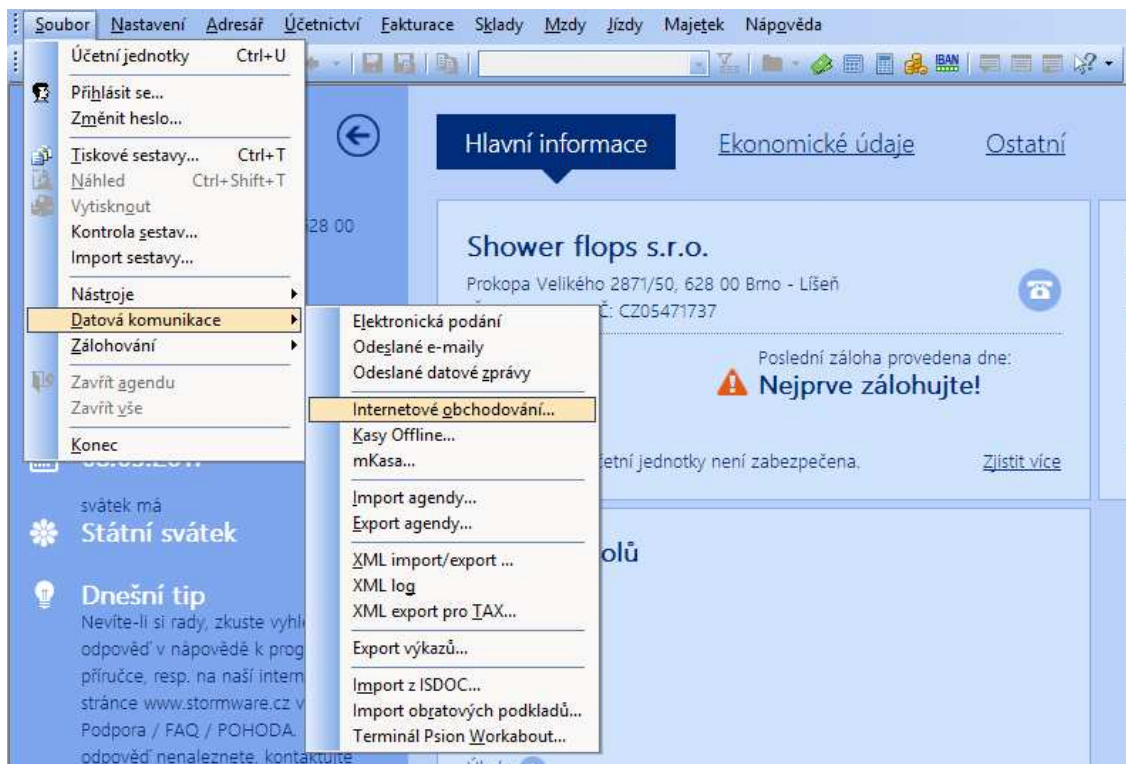 Soubor Nastavení Adresář Účetnictví Fakturace Sklady Mzdy Jízdy Majetek Nápověda
Účetní jednotky Ctrl+U
IBAN
Přihlásit se...
Změnit heslo...
Tiskové sestavy... Ctrl+T
Náhled Ctrl+Shift+T
Vytisknout
Kontrola sestav...
Import sestavy...
Nástroje
Datová komunikace
Zálohování
Zavřít agendu
Zavřít vše
Konec
Elektronická podání
Odeslané e-maily
Odeslané datové zprávy
Internetové obchodování...
Kasy Offline...
mKasa...
Import agendy...
Export agendy...
XML import/export ...
XML log
XML export pro TAX...
Export výkazů...
Import z ISDOC...
Import obratových podkladů...
Terminál Psion Workabout...
628 00
svátek má
Státní svátek
Dnešní tip
Nevíte-li si rady, zkuste
odpověď v nápovědě k
příručce, resp. na naší
stránce www.stormware.cz v
Podpora / FAQ / POHODA.
odpověď nenaleznete, kontaktujte
Hlavní informace Ekonomické údaje Ostatní
Shower flops s.r.o.
Prokopa Velikého 2871/50, 628 00 Brno - Líšeň
CZ05471737
Poslední záloha provedena dne:
Nejprve zálohujte!
jednotky není zabezpečena. Zjistit více